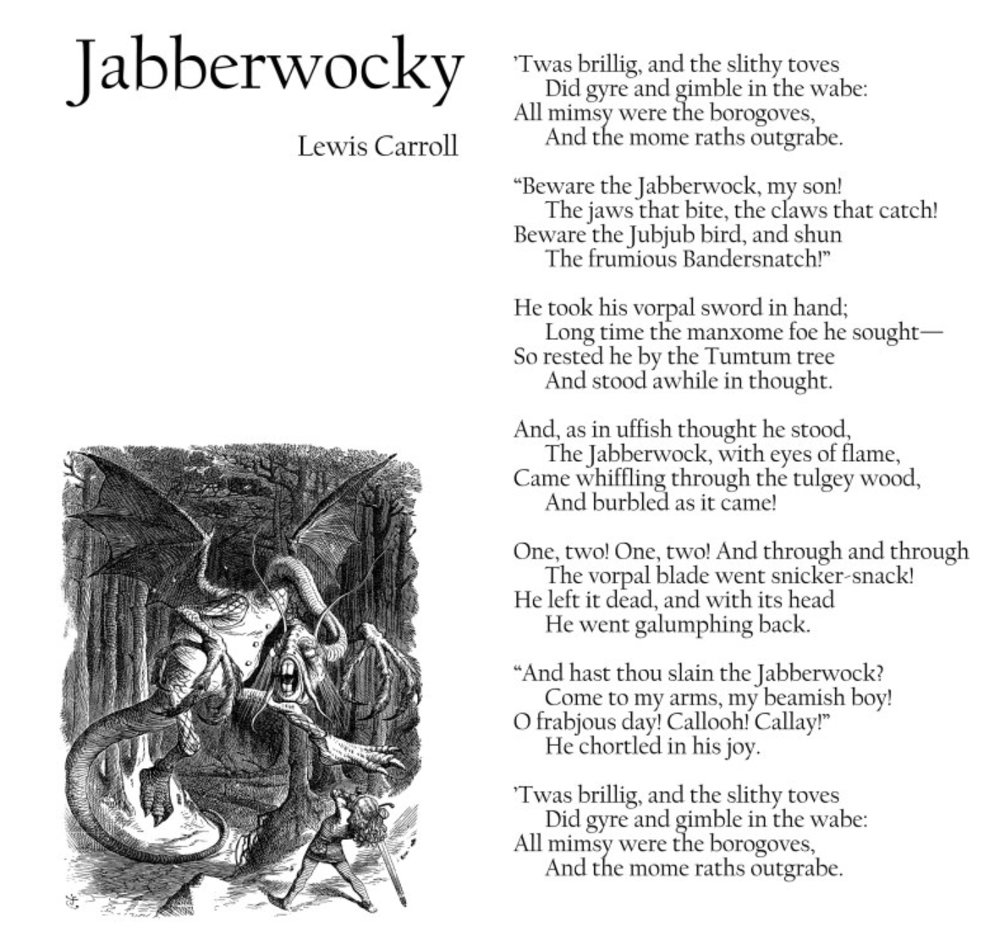 Jabberwocky
Lewis Carroll
’Twas brillig, and the slithy toves
Did gyre and gimble in the wabe:
All mimsy were the borogoves,
And the mome raths outgrabe.
“Beware the Jabberwock, my son!
The jaws that bite, the claws that catch!
Beware the Jubjub bird, and shun
The frumious Bandersnatch!”
He took his vorpal sword in hand;
Long time the manxome foe he sought—
So rested he by the Tumtum tree
And stood awhile in thought.
And, as in uffish thought he stood,
The Jabberwock, with eyes of flame,
Came whiffling through the tulgey wood,
And burbled as it came!
One, two! One, two! And through and through
The vorpal blade went snicker-snack!
He left it dead, and with its head
He went galumphing back.
“And hast thou slain the Jabberwock?
Come to my arms, my beamish boy!
O frabjous day! Callooh! Callay!”
He chortled in his joy.
’Twas brillig, and the slithy toves
Did gyre and gimble in the wabe:
All mimsy were the borogoves,
And the mome raths outgrabe.